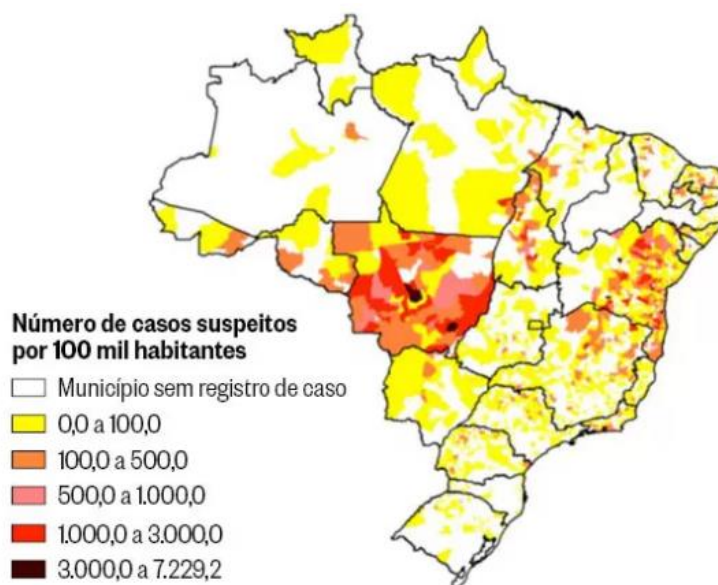 Número de casos suspeitos
por 100 mil habitantes
Município sem registro de caso
0,0 a 100,0
100,0 a 500,0
500,0 a 1.000,0
1.000,0 a 3.000,0
3.000,0 a 7.229,2